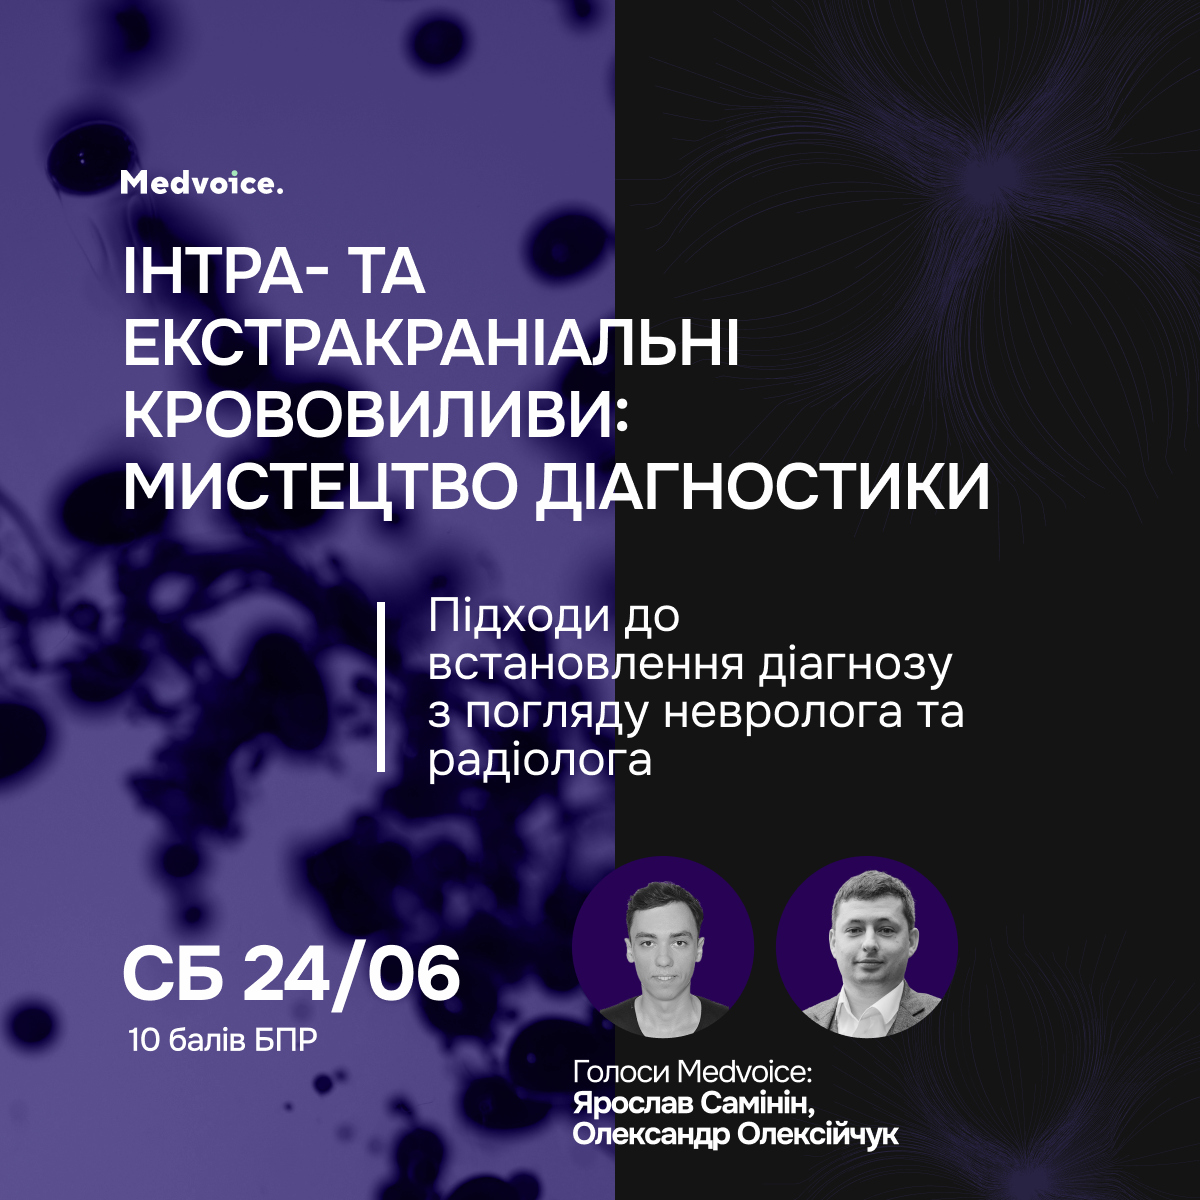 Medvoice.
ІНТРА- ТА
ЕКСТРАКРАНІАЛЬНІ
КРОВОВИЛИВИ:
МИСТЕЦТВО ДІАГНОСТИКИ
Підходи до
встановлення діагнозу
з погляду невролога та
радіолога
СБ 24/06
10 балів БПР
Голоси Medvoice:
Ярослав Самінін,
Олександр Олексійчук